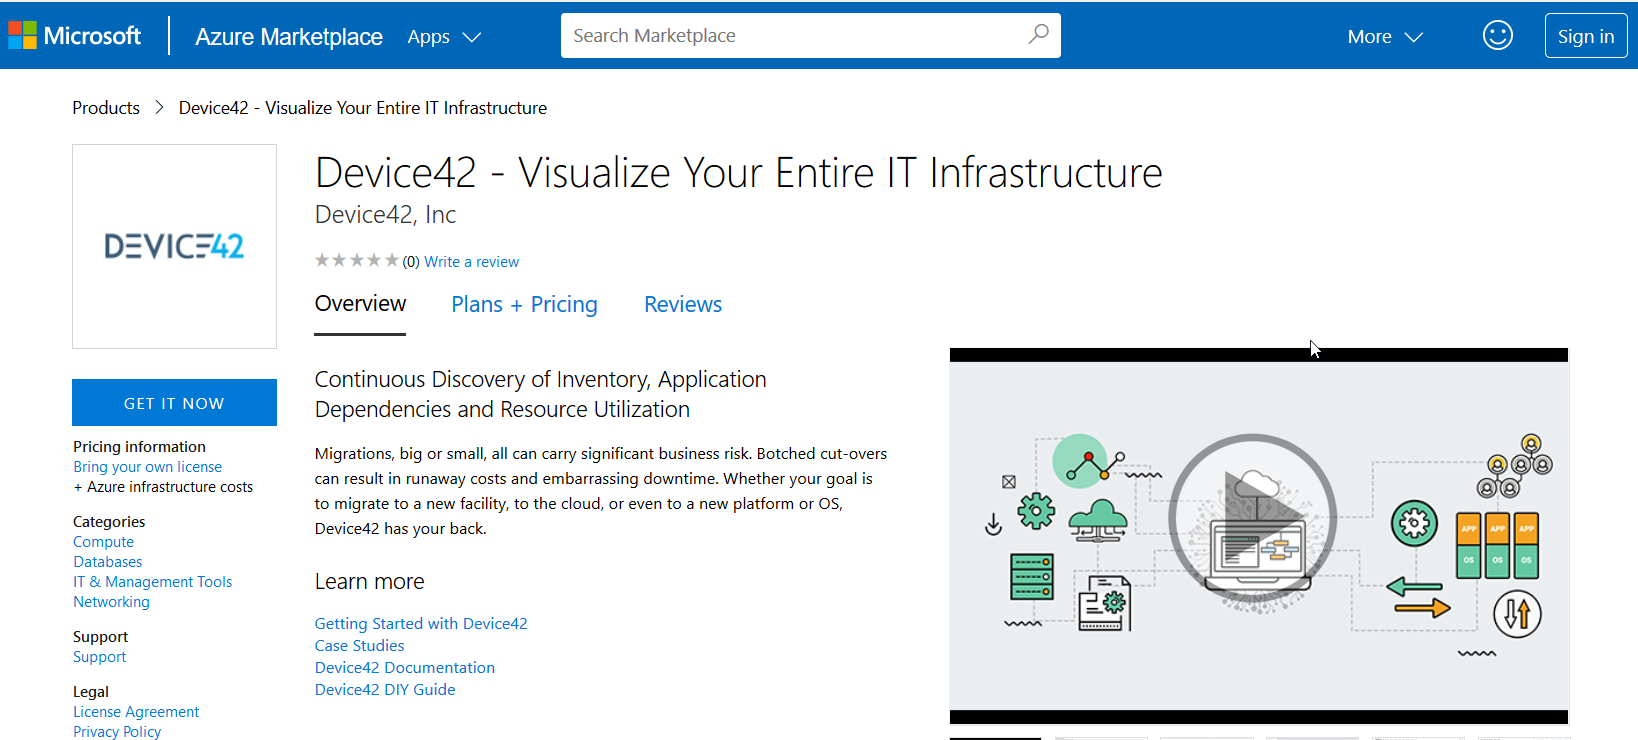 Microsoft
Azure Marketplace
Apps
Search Marketplace
More
Sign in
Products > Device42 - Visualize Your Entire IT Infrastructure
DEVICE42
Device42 - Visualize Your Entire IT Infrastructure
Device42, Inc
(0) Write a review
Overview
Plans + Pricing
Reviews
GET IT NOW
Pricing information
Bring your own license
+ Azure infrastructure costs
Categories
Compute
Databases
IT & Management Tools
Networking
Support
Support
Legal
License Agreement
Privacy Policy
Continuous Discovery of Inventory, Application
Dependencies and Resource Utilization
Migrations, big or small, all can carry significant business risk. Botched cut-overs
can result in runaway costs and embarrassing downtime. Whether your goal is
to migrate to a new facility, to the cloud, or even to a new platform or OS,
Device42 has your back.
Learn more
Getting Started with Device42
Case Studies
Device42 Documentation
Device42 DIY Guide
APP APP APP
OS OS OS